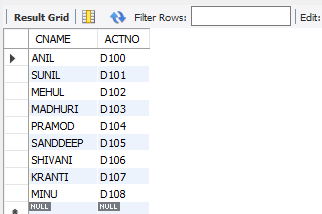 Result Grid Filter Rows: Edit:
CNAME ACTNO
ANIL D100
SUNIL D101
MEHUL D102
MADHURI D103
PRAMOD D104
SANDDEEP D105
SHIVANI D106
KRANTI D107
MINU D108
NULL NULL